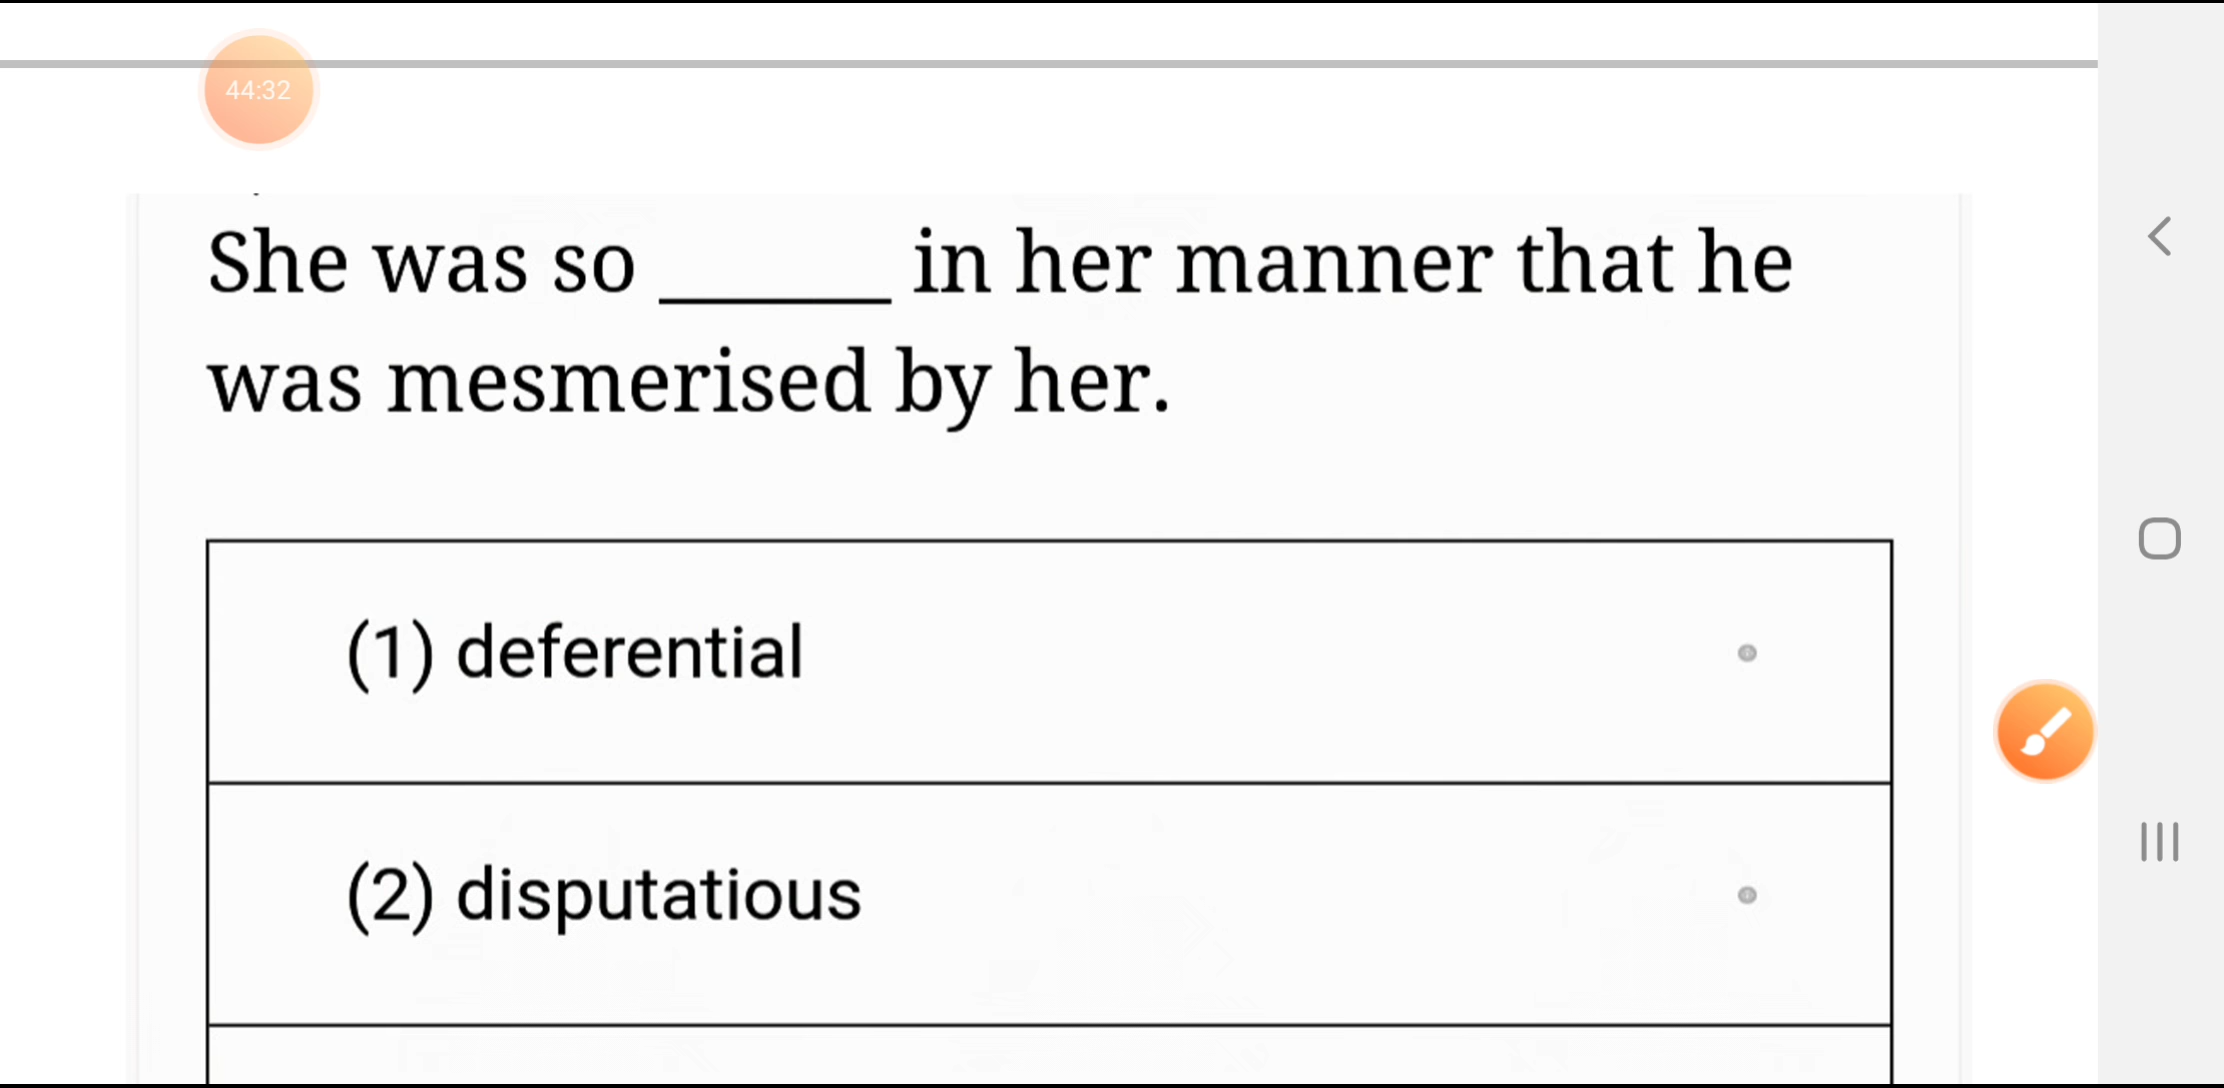 44:32
She was so ______ in her manner that he
was mesmerised by her.
(1) deferential
(2) disputatious